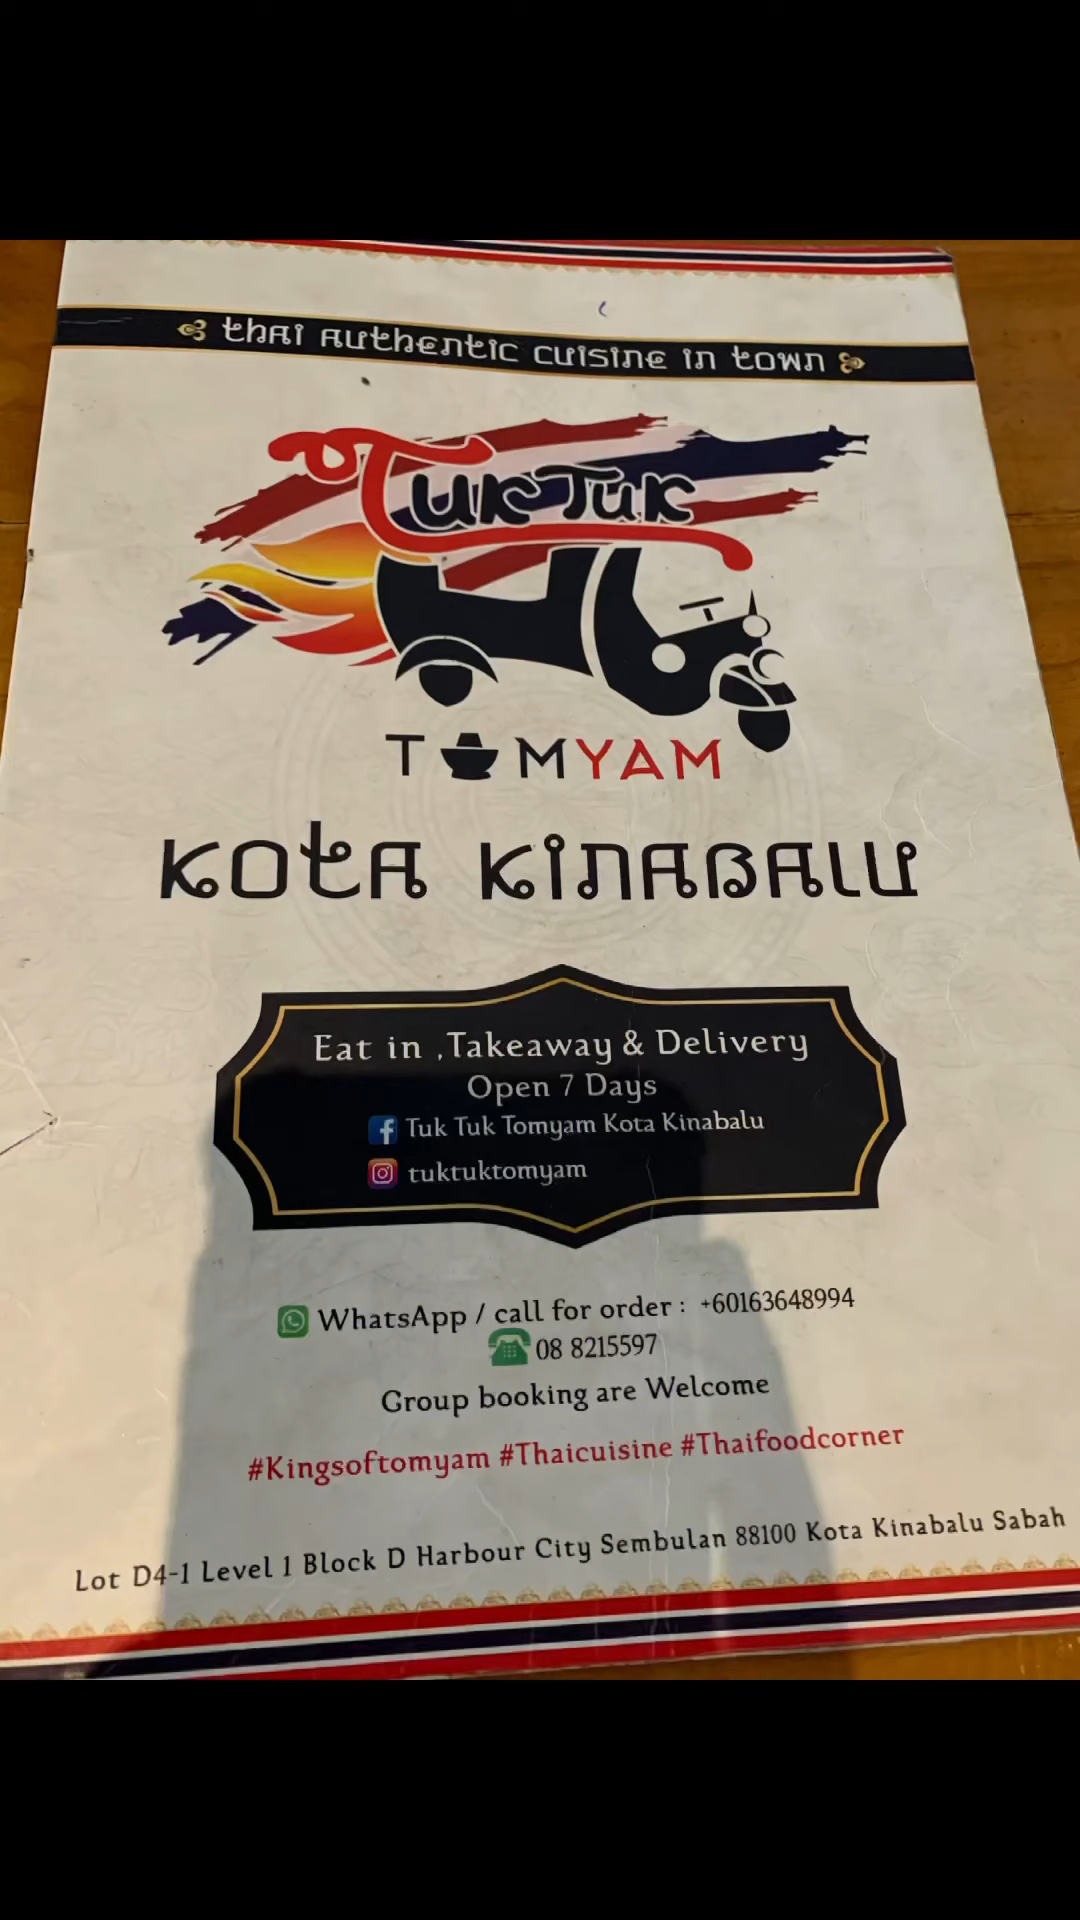 Thai Authentic Cuisine in Town
Tuk Tuk
TOMYAM
KOTA KINABALU
Eat in ,Takeaway & Delivery
Open 7 Days
Tuk Tuk Tomyam Kota Kinabalu
tuktuktomyam
WhatsApp / call for order : +60163648994
08 8215597
Group booking are Welcome
#Kingsoftomyam #Thaicuisine #Thaifoodcorner
Lot D4-1 Level 1 Block D Harbour City Sembulan 88100 Kota Kinabalu Sabah